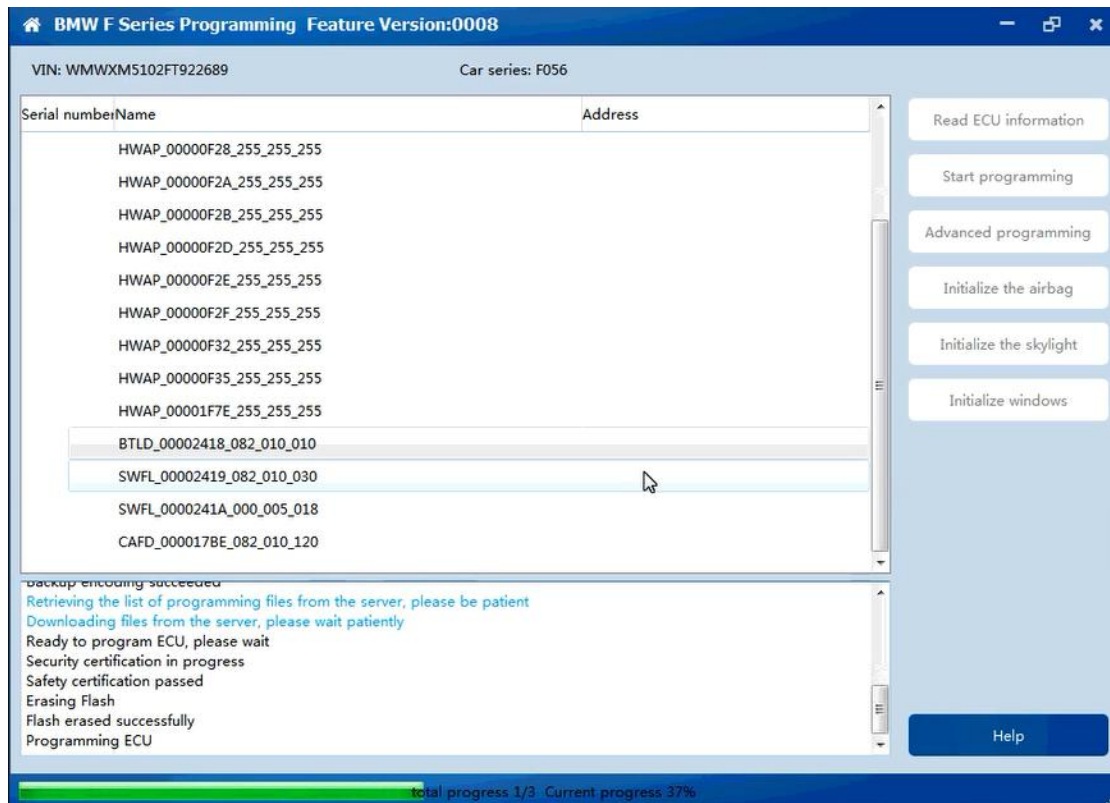 BMW F Series Programming Feature Version:0008
VIN: WMWXM5102FT922689 Car series: F056
Serial number Name Address
Read ECU information
HWAP_00000F28_255_255_255
HWAP_00000F2A_255_255_255
Start programming
HWAP_00000F2B_255_255_255
Advanced programming
HWAP_00000F2D_255_255_255
HWAP_00000F2E_255_255_255
Initialize the airbag
HWAP_00000F2F_255_255_255
HWAP_00000F32_255_255_255
Initialize the skylight
HWAP_00000F35_255_255_255
HWAP_00001F7E_255_255_255
Initialize windows
BTLD_00002418_082_010_010
SWFL_00002419_082_010_030
SWFL_0000241A_000_005_018
CAFD_000017BE_082_010_120
Backup encoding succeeded
Retrieving the list of programming files from the server, please be patient
Downloading files from the server, please wait patiently
Ready to program ECU, please wait
Security certification in progress
Safety certification passed
Erasing Flash
Flash erased successfully
Programming ECU
Help
total progress 1/3 Current progress 37%